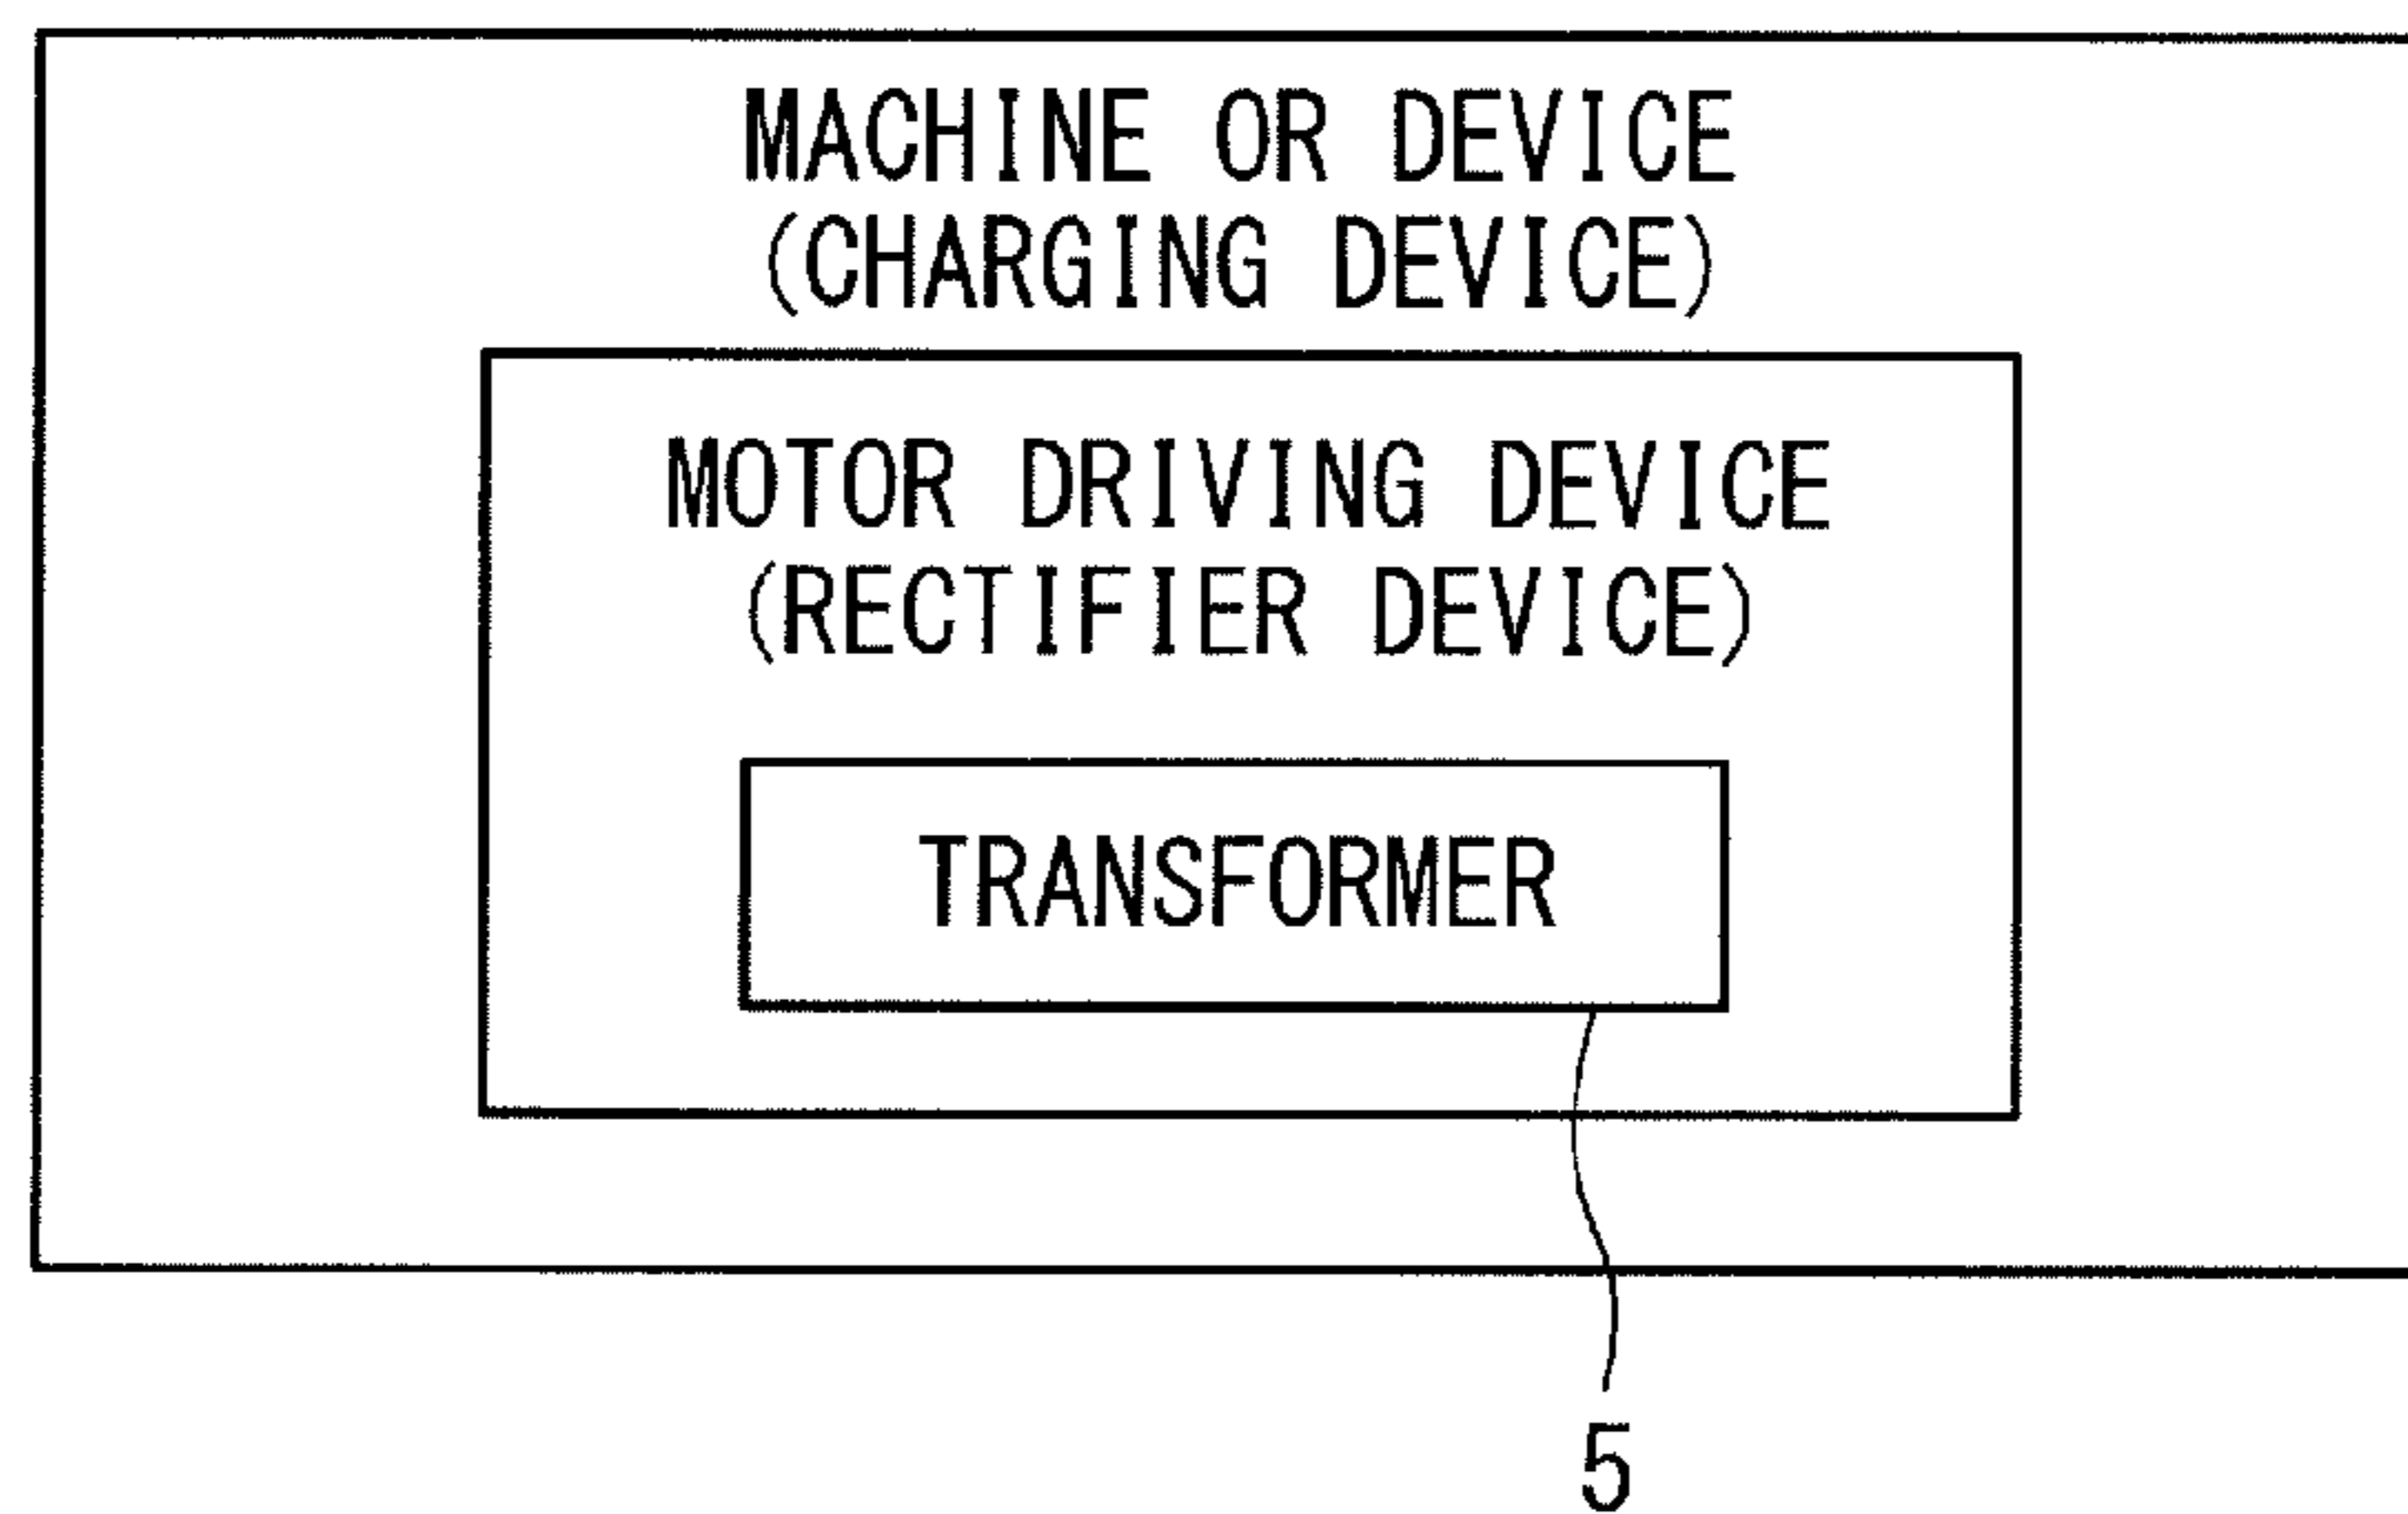 MACHINE OR DEVICE
(CHARGING DEVICE)
MOTOR DRIVING DEVICE
(RECTIFIER DEVICE)
TRANSFORMER
5